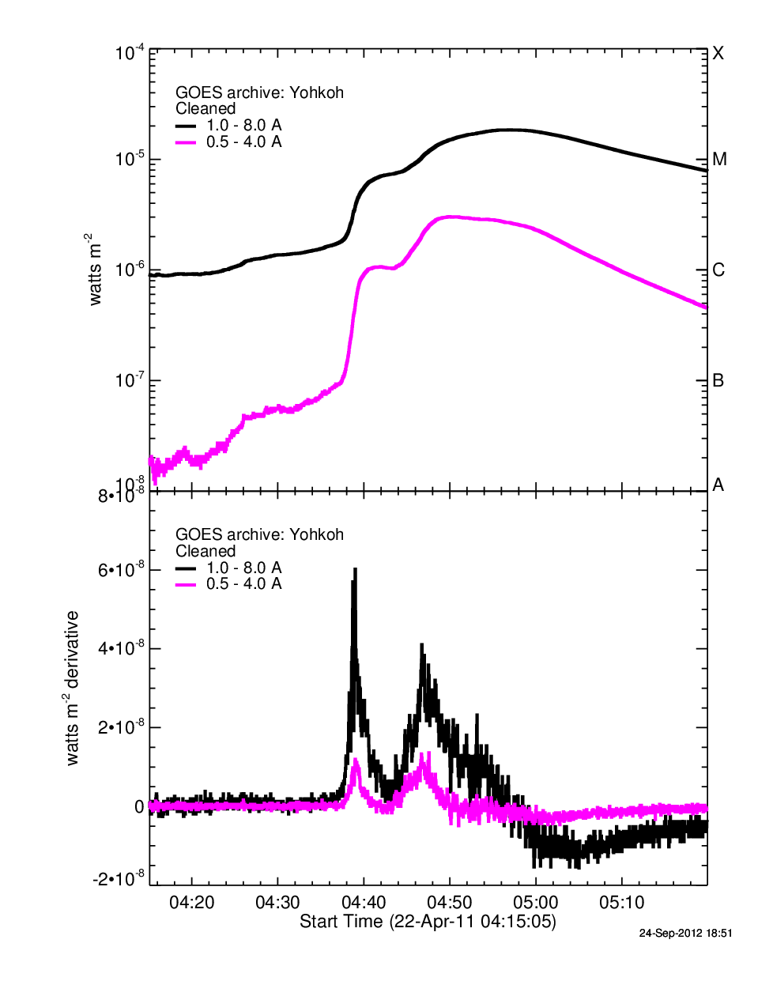 10-4
X
GOES archive: Yohkoh
Cleaned
1.0 - 8.0 A
0.5 - 4.0 A
10-5
M
watts m-2
10-6
C
10-7
B
10-8
A
8•10-8
GOES archive: Yohkoh
Cleaned
1.0 - 8.0 A
0.5 - 4.0 A
6•10-8
watts m-2 derivative
4•10-8
2•10-8
0
-2•10-8
04:20 04:30 04:40 04:50 05:00 05:10
Start Time (22-Apr-11 04:15:05)
24-Sep-2012 18:51